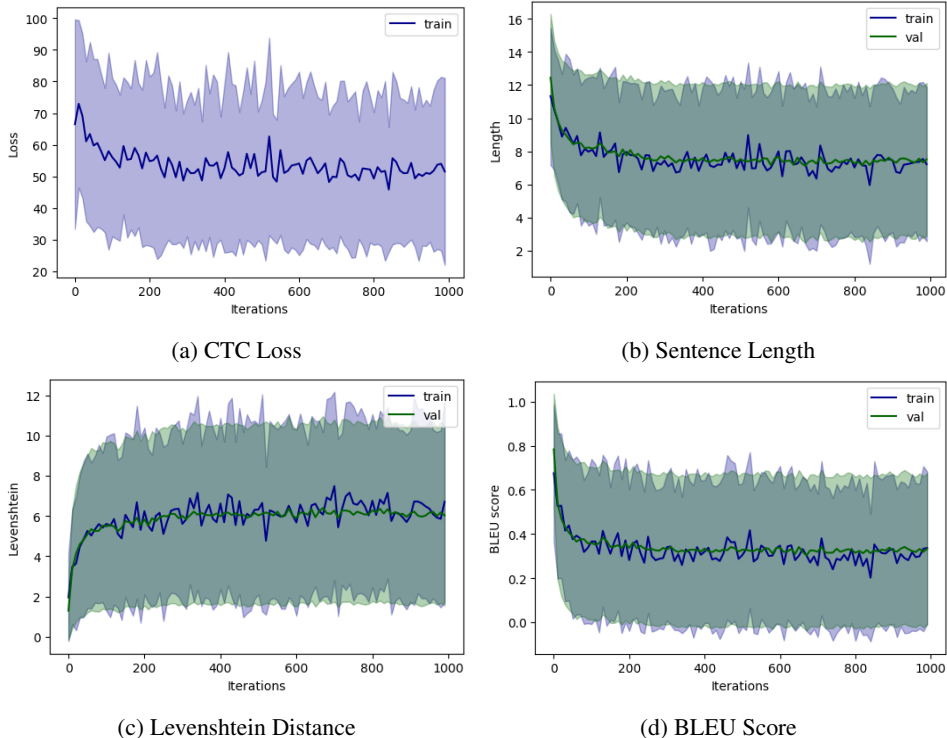 100
90
80
70
60
50
40
30
20
Loss
0 200 400 600 800 1000
Iterations
train
(a) CTC Loss
16
14
12
10
8
6
4
2
Length
0 200 400 600 800 1000
Iterations
train
val
(b) Sentence Length
12
10
8
6
4
2
0
Levenshtein
0 200 400 600 800 1000
Iterations
train
val
(c) Levenshtein Distance
1.0
0.8
0.6
0.4
0.2
0.0
BLEU score
0 200 400 600 800 1000
Iterations
train
val
(d) BLEU Score